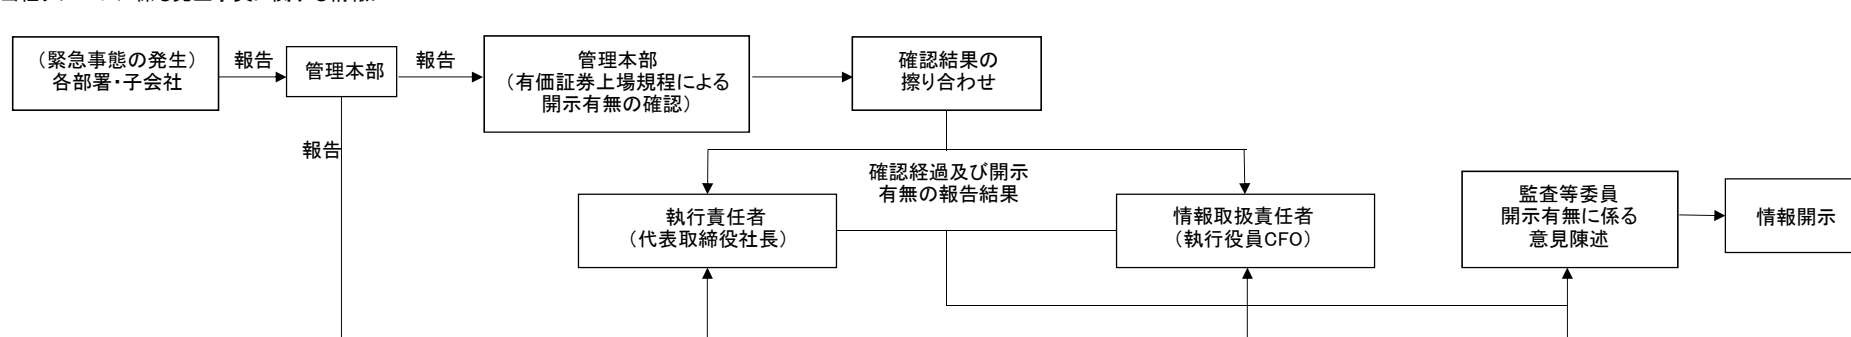 (緊急事態の発生)
各部署・子会社
報告
管理本部
報告
管理本部
(有価証券上場規程による
開示有無の確認)
確認結果の
擦り合わせ
報告
確認経過及び開示
有無の報告結果
執行責任者
(代表取締役社長)
情報取扱責任者
(執行役員CFO)
監査等委員
開示有無に係る
意見陳述
情報開示